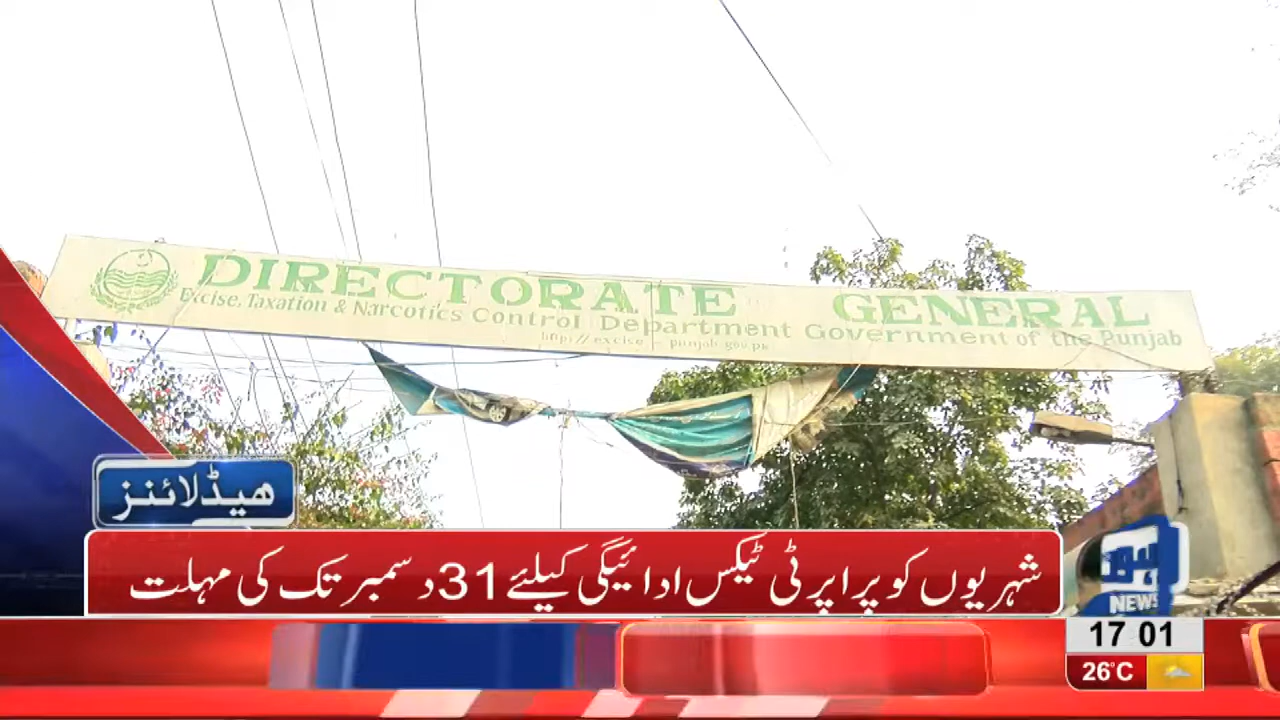 DIRECTORATE GENERAL
Excise, Taxation & Narcotics Control Department Government of the Punjab
http://excise - punjab.gov.pk
ھیڈلائنز
شہریوں کو پراپرٹی ٹیکس ادائیگی کیلئے 31 دسمبر تک کی مہلت
NEWS
17 01
26°C